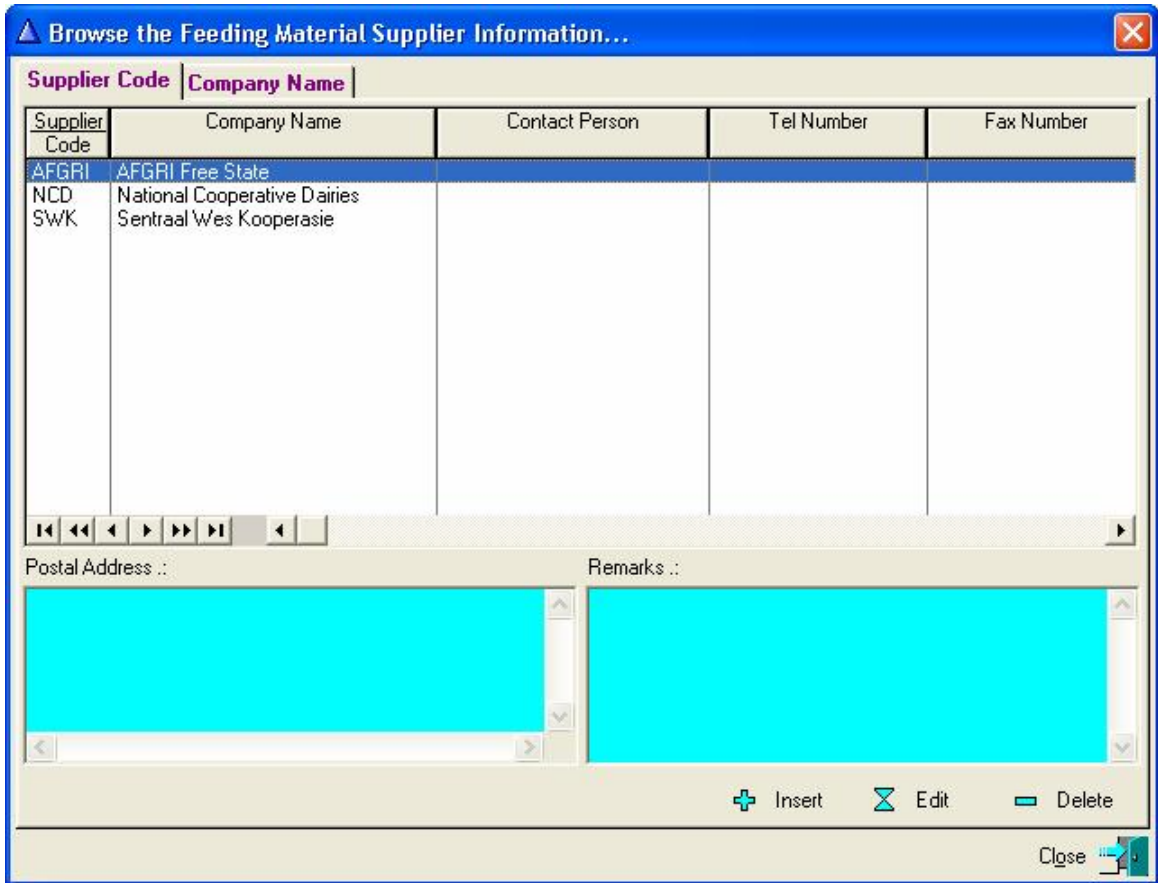 Browse the Feeding Material Supplier Information...
Supplier Code Company Name
Supplier Code Company Name Contact Person Tel Number Fax Number
AFGRI AFGRI Free State
NCD National Cooperative Dairies
SWK Sentraal Wes Kooperasie
Postal Address .: Remarks .:
Insert Edit Delete
Close